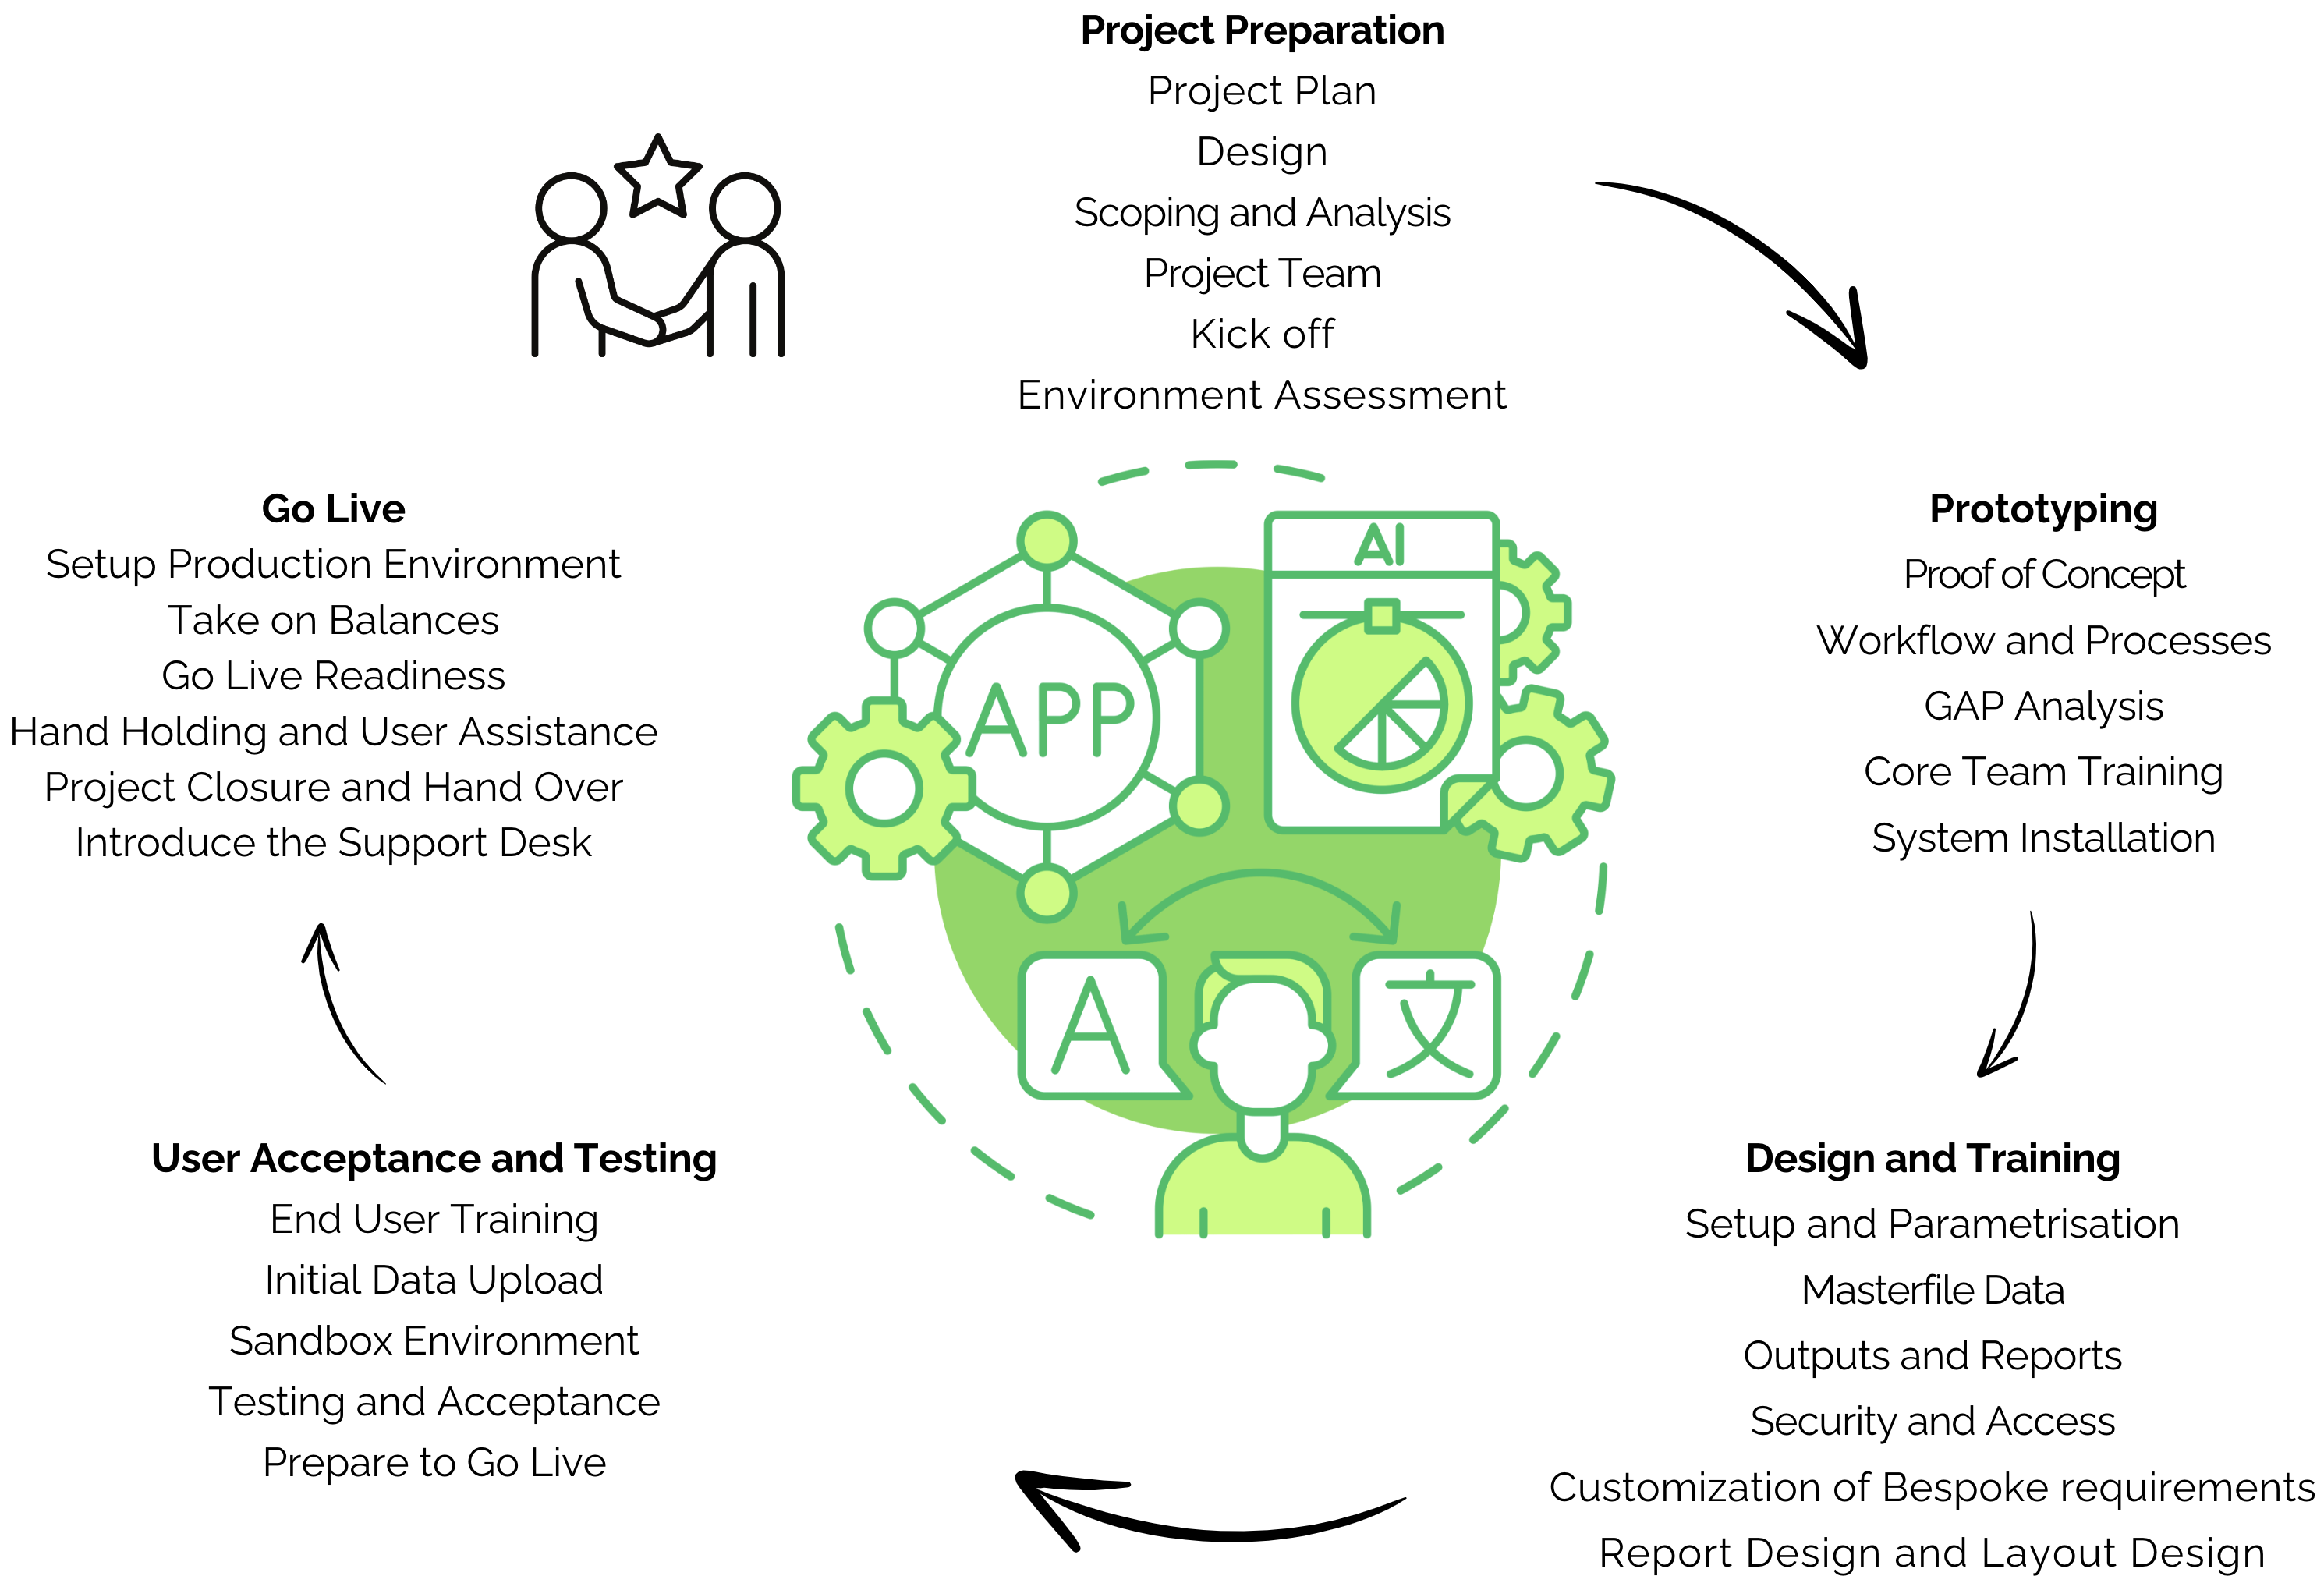 Project Preparation
Project Plan
Design
Scoping and Analysis
Project Team
Kick off
Environment Assessment
Prototyping
Proof of Concept
Workflow and Processes
GAP Analysis
Core Team Training
System Installation
Design and Training
Setup and Parametrisation
Masterfile Data
Outputs and Reports
Security and Access
Customization of Bespoke requirements
Report Design and Layout Design
User Acceptance and Testing
End User Training
Initial Data Upload
Sandbox Environment
Testing and Acceptance
Prepare to Go Live
Go Live
Setup Production Environment
Take on Balances
Go Live Readiness
Hand Holding and User Assistance
Project Closure and Hand Over
Introduce the Support Desk
APP
AI
A
文